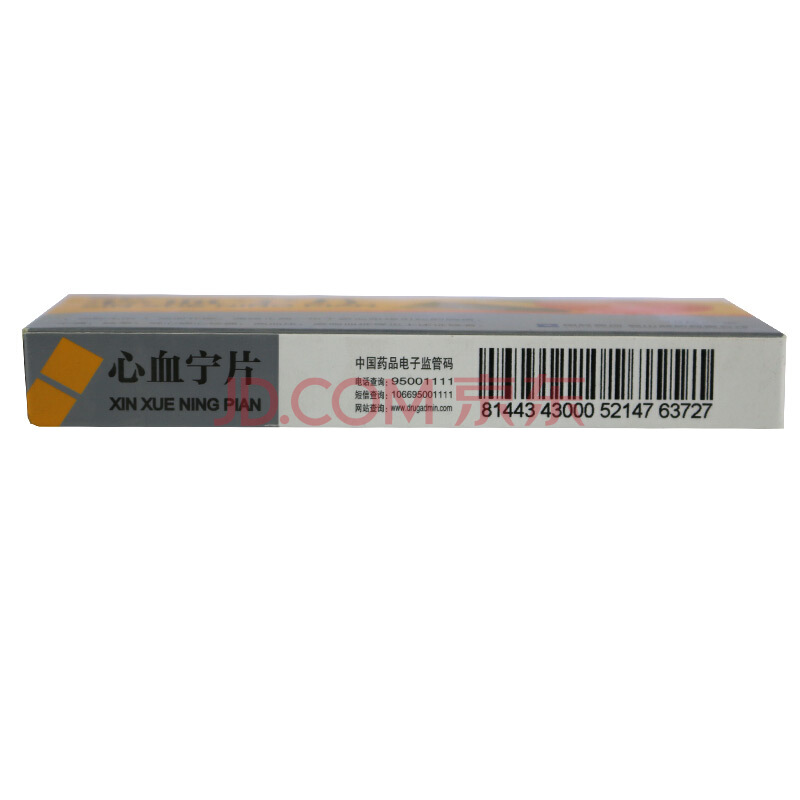 心血宁片
XIN XUE NING PIAN
中国药品电子监管码
电话查询：95001111
短信查询：106695001111
网站查询：www.drugadmin.com
81443 43000 52147 63727
JD.COM 京东